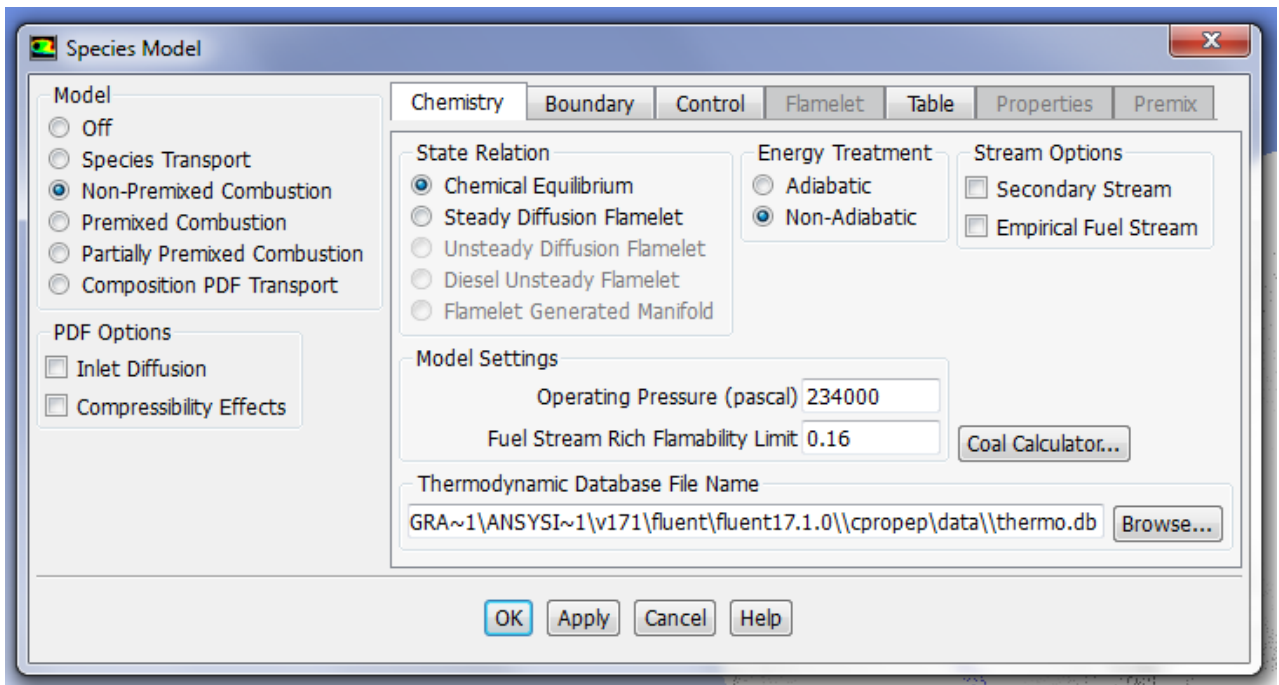 Species Model
Model
Off
Species Transport
Non-Premixed Combustion
Premixed Combustion
Partially Premixed Combustion
Composition PDF Transport
PDF Options
Inlet Diffusion
Compressibility Effects
Chemistry Boundary Control Flamelet Table Properties Premix
State Relation
Chemical Equilibrium
Steady Diffusion Flamelet
Unsteady Diffusion Flamelet
Diesel Unsteady Flamelet
Flamelet Generated Manifold
Energy Treatment
Adiabatic
Non-Adiabatic
Stream Options
Secondary Stream
Empirical Fuel Stream
Model Settings
Operating Pressure (pascal) 234000
Fuel Stream Rich Flamability Limit 0.16
Coal Calculator...
Thermodynamic Database File Name
GRA~1\ANSYSI~1\v171\fluent\fluent17.1.0\\cpropep\data\\thermo.db Browse...
OK Apply Cancel Help